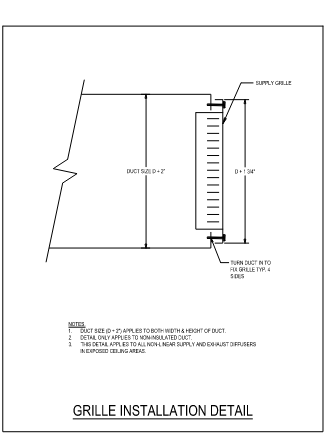 SUPPLY GRILLE
DUCT SIZE D + 2"
D + 1 3/4"
TURN DUCT IN TO
FIX GRILLE TYP. 4
SIDES
NOTES:
1. DUCT SIZE (D + 2") APPLIES TO BOTH WIDTH & HEIGHT OF DUCT.
2. DETAIL ONLY APPLIES TO NON-INSULATED DUCT.
3. THIS DETAIL APPLIES TO ALL NON-LINEAR SUPPLY AND EXHAUST DIFFUSERS
IN EXPOSED CEILING AREAS.
GRILLE INSTALLATION DETAIL